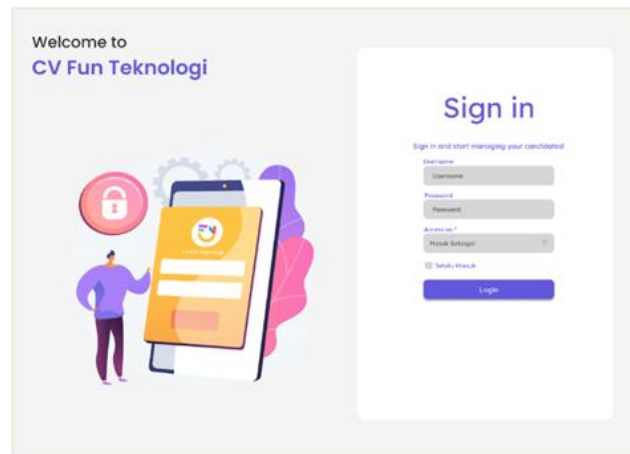 Welcome to
CV Fun Teknologi
Sign in
Sign in and start managing your candidates!
Username
Username
Password
Password
Access as *
Masuk Sebagai
Selalu Masuk
Login